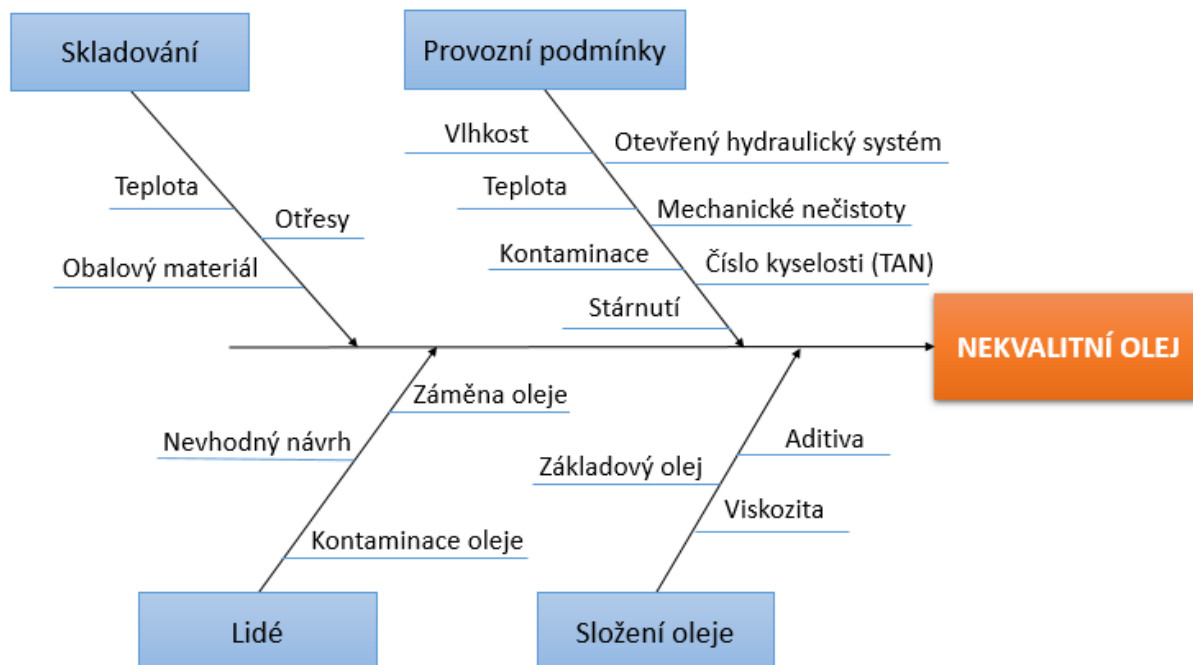 Skladování
Provozní podmínky
Vlhkost
Otevřený hydraulický systém
Teplota
Teplota
Otřesy
Mechanické nečistoty
Obalový materiál
Kontaminace
Číslo kyselosti (TAN)
Stárnutí
NEKVALITNÍ OLEJ
Záměna oleje
Nevhodný návrh
Aditiva
Základový olej
Viskozita
Kontaminace oleje
Lidé
Složení oleje